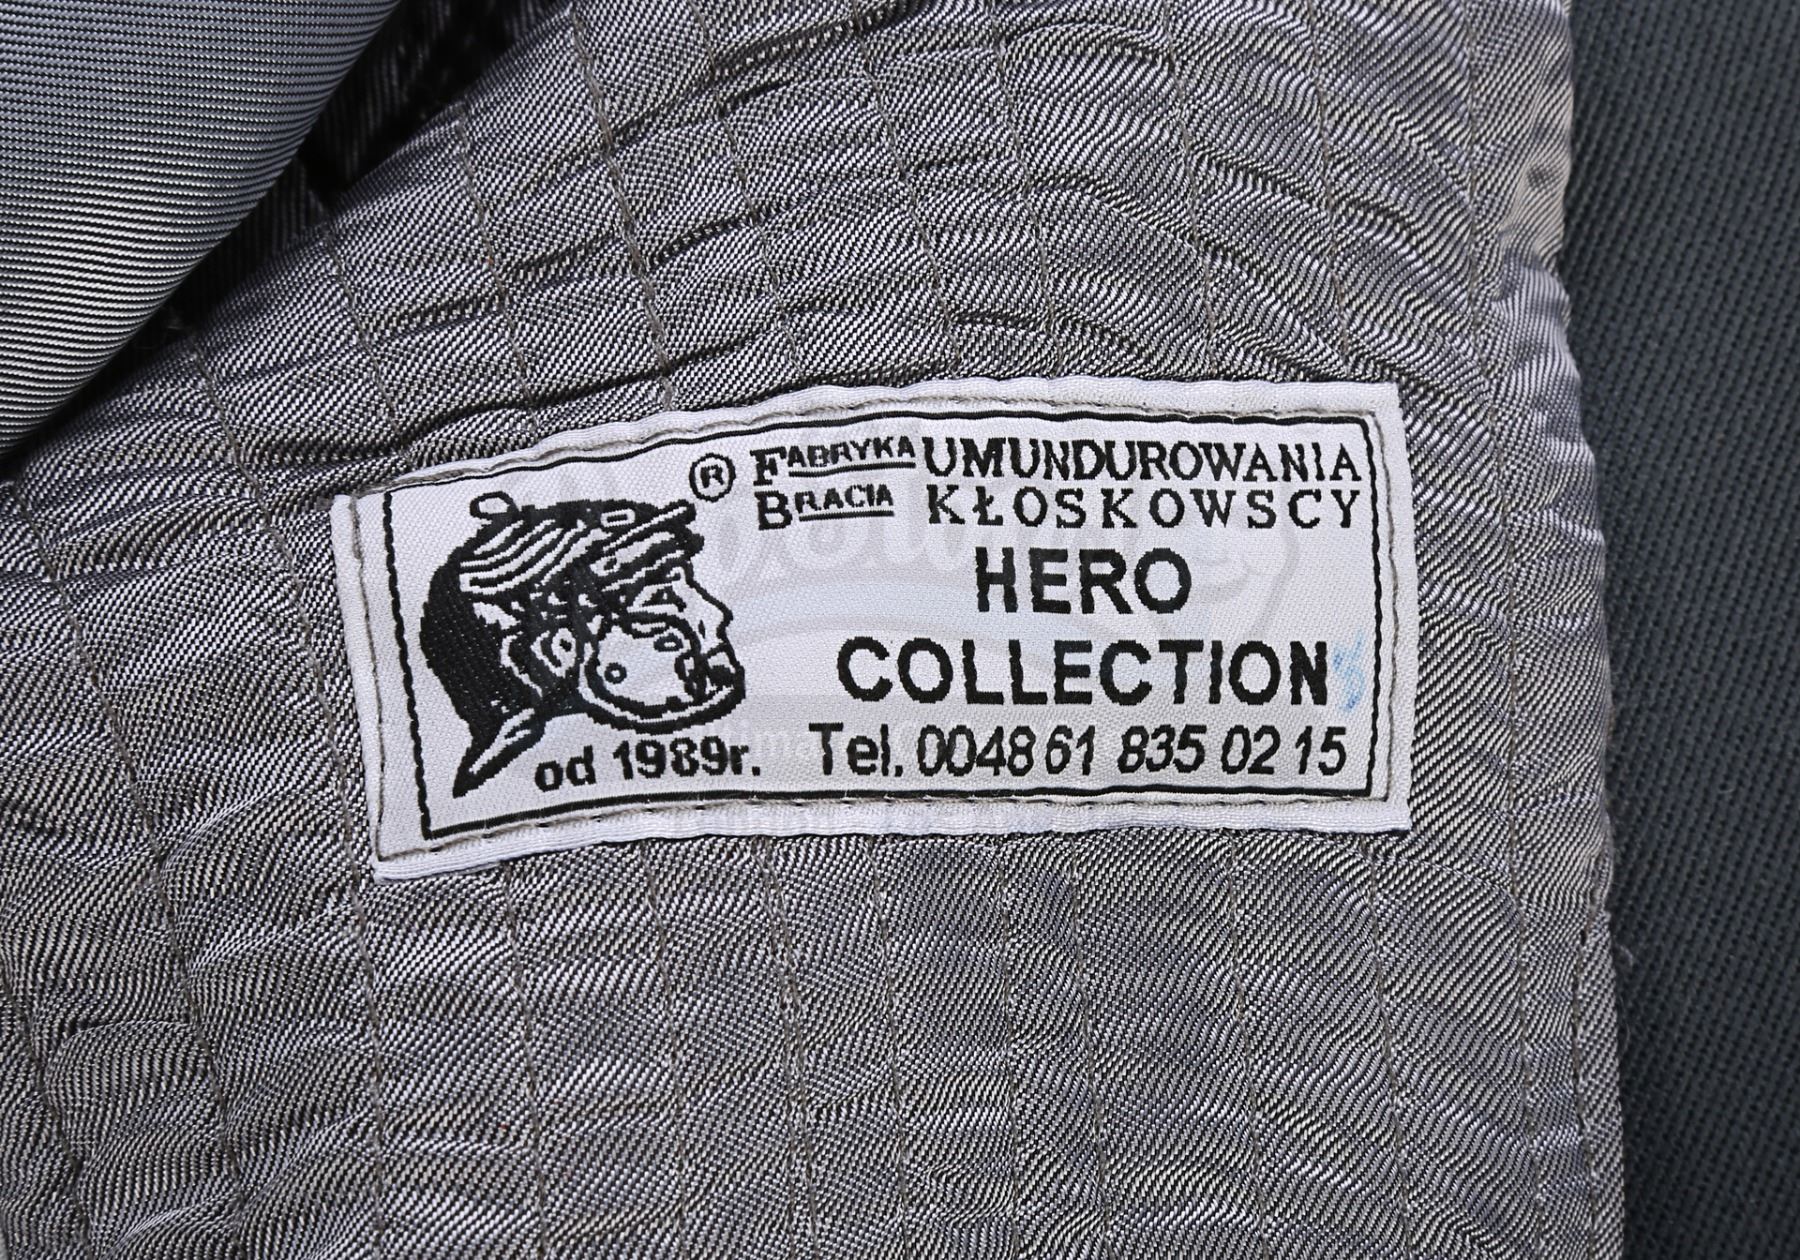 ® FABRYKA UMUNDUROWANIA
BRACIA KŁOSKOWSCY
HERO
COLLECTION
od 1989r. Tel. 0048 61 835 02 15